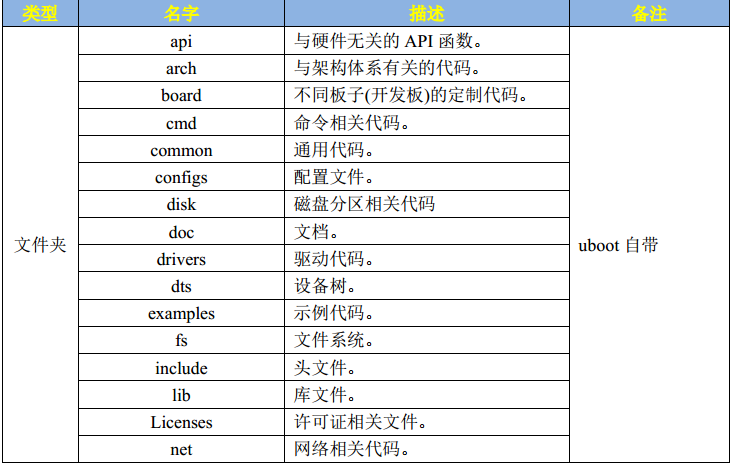 类型 名字 描述 备注
api 与硬件无关的 API 函数。
arch 与架构体系有关的代码。
board 不同板子(开发板)的定制代码。
cmd 命令相关代码。
common 通用代码。
configs 配置文件。
disk 磁盘分区相关代码
doc 文档。
文件夹 drivers 驱动代码。 uboot 自带
dts 设备树。
examples 示例代码。
fs 文件系统。
include 头文件。
lib 库文件。
Licenses 许可证相关文件。
net 网络相关代码。